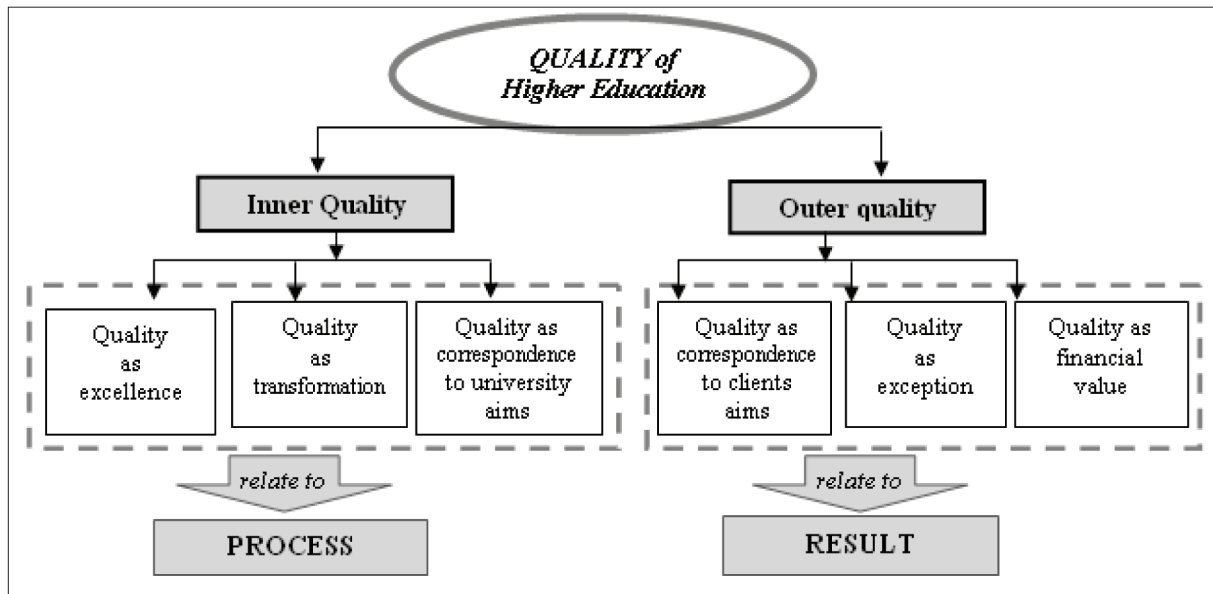 QUALITY of
Higher Education
Inner Quality
Outer quality
Quality
as
excellence
Quality
as
transformation
Quality as
correspondence
to university
aims
Quality as
correspondence
to clients
aims
Quality
as
exception
Quality as
financial
value
relate to
relate to
PROCESS
RESULT